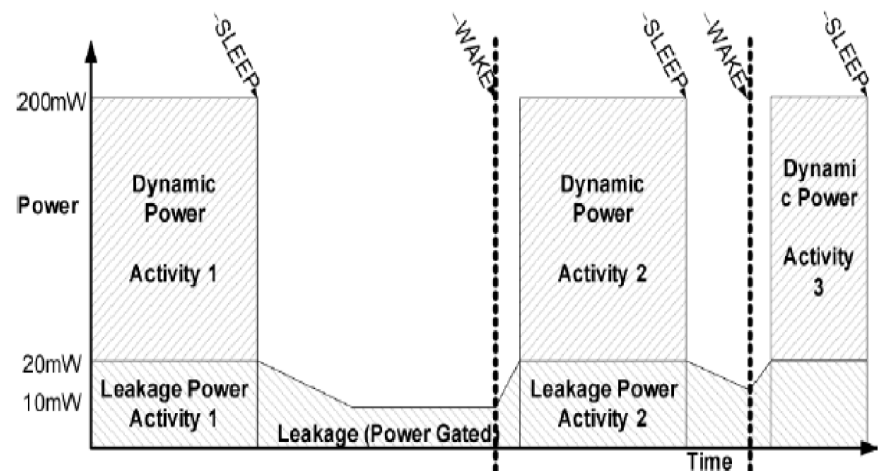 ~SLEEP
~WAKE
~SLEEP
~WAKE
~SLEEP
200mW
Power
20mW
10mW
Dynamic
Power
Activity 1
Dynamic
Power
Activity 2
Dynami
c Power
Activity
3
Leakage Power
Activity 1
Leakage (Power Gated)
Leakage Power
Activity 2
Time